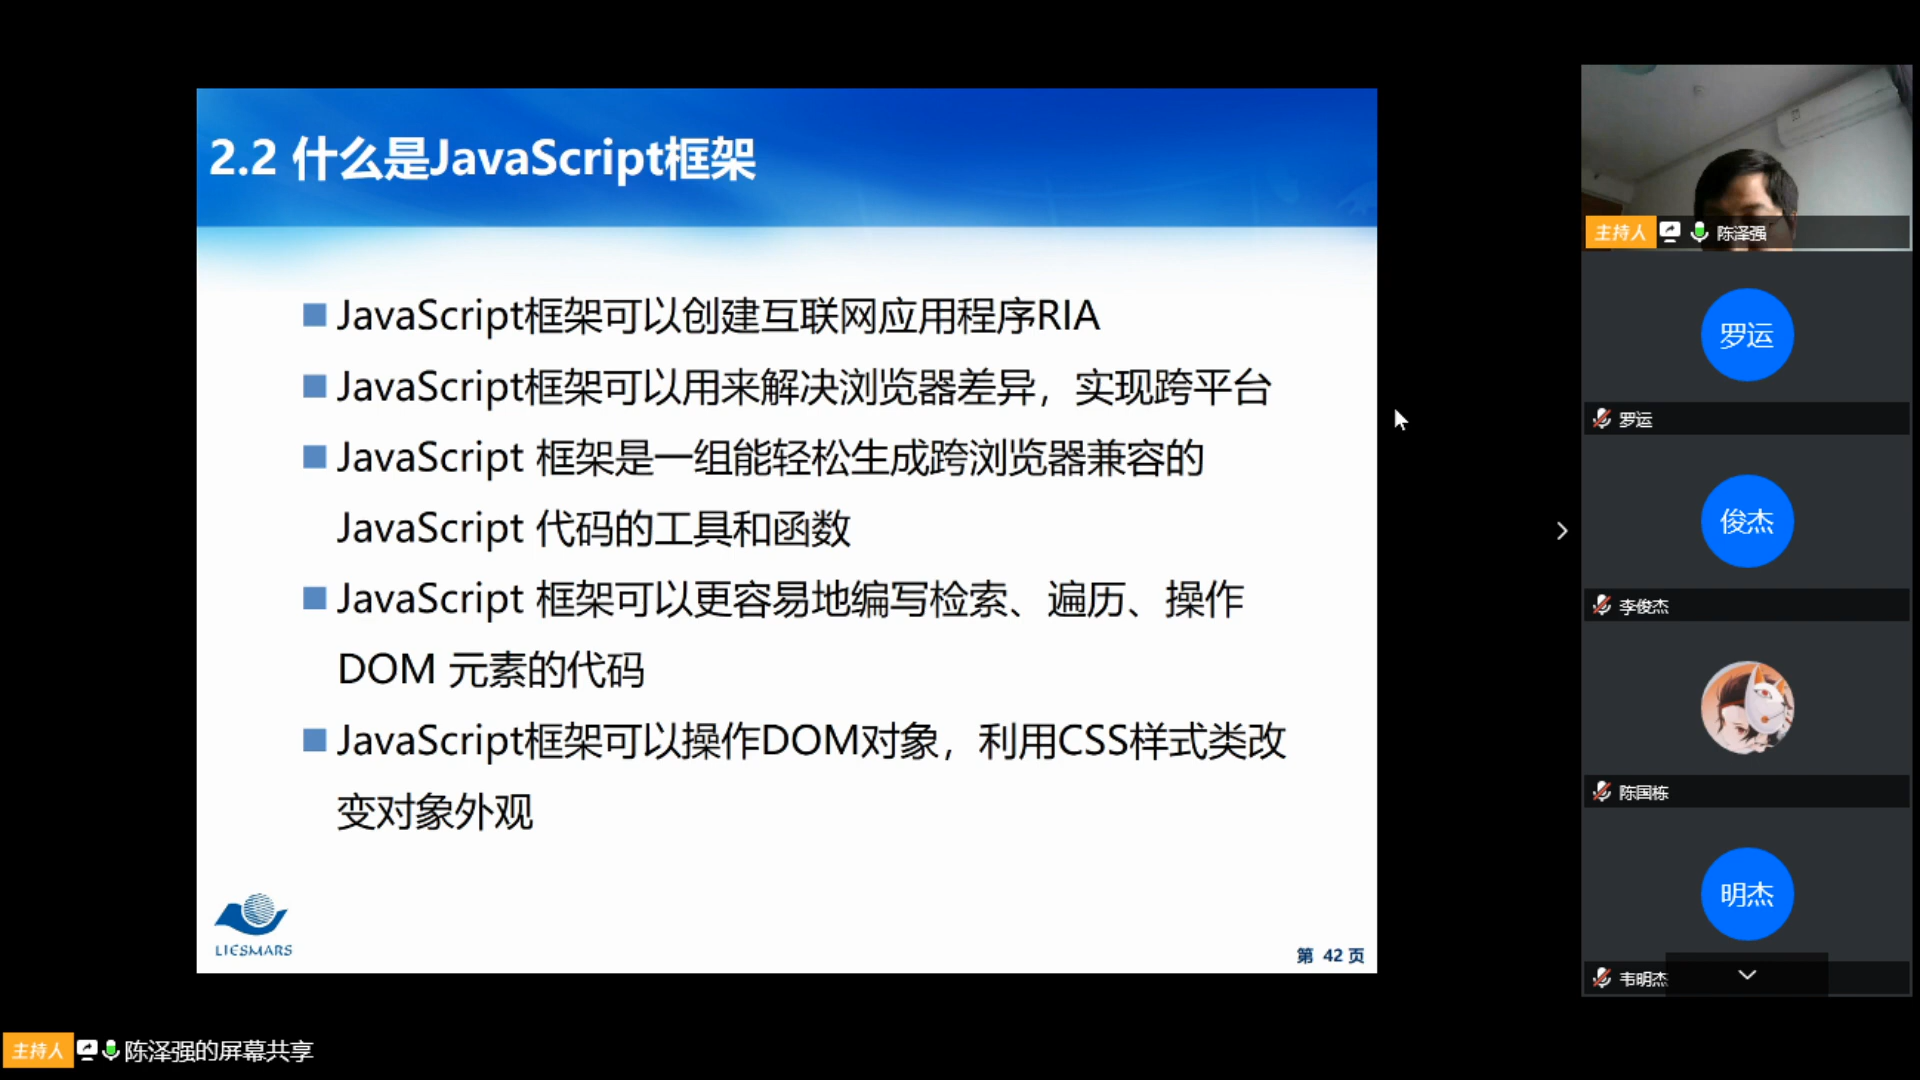 2.2 什么是JavaScript框架
JavaScript框架可以创建互联网应用程序RIA
JavaScript框架可以用来解决浏览器差异，实现跨平台
JavaScript 框架是一组能轻松生成跨浏览器兼容的
JavaScript 代码的工具和函数
JavaScript 框架可以更容易地编写检索、遍历、操作
DOM 元素的代码
JavaScript框架可以操作DOM对象，利用CSS样式类改
变对象外观
LIESMARS
第 42 页
主持人 陈泽强
罗运
罗运
俊杰
李俊杰
陈国栋
明杰
韦明杰
主持人 陈泽强的屏幕共享